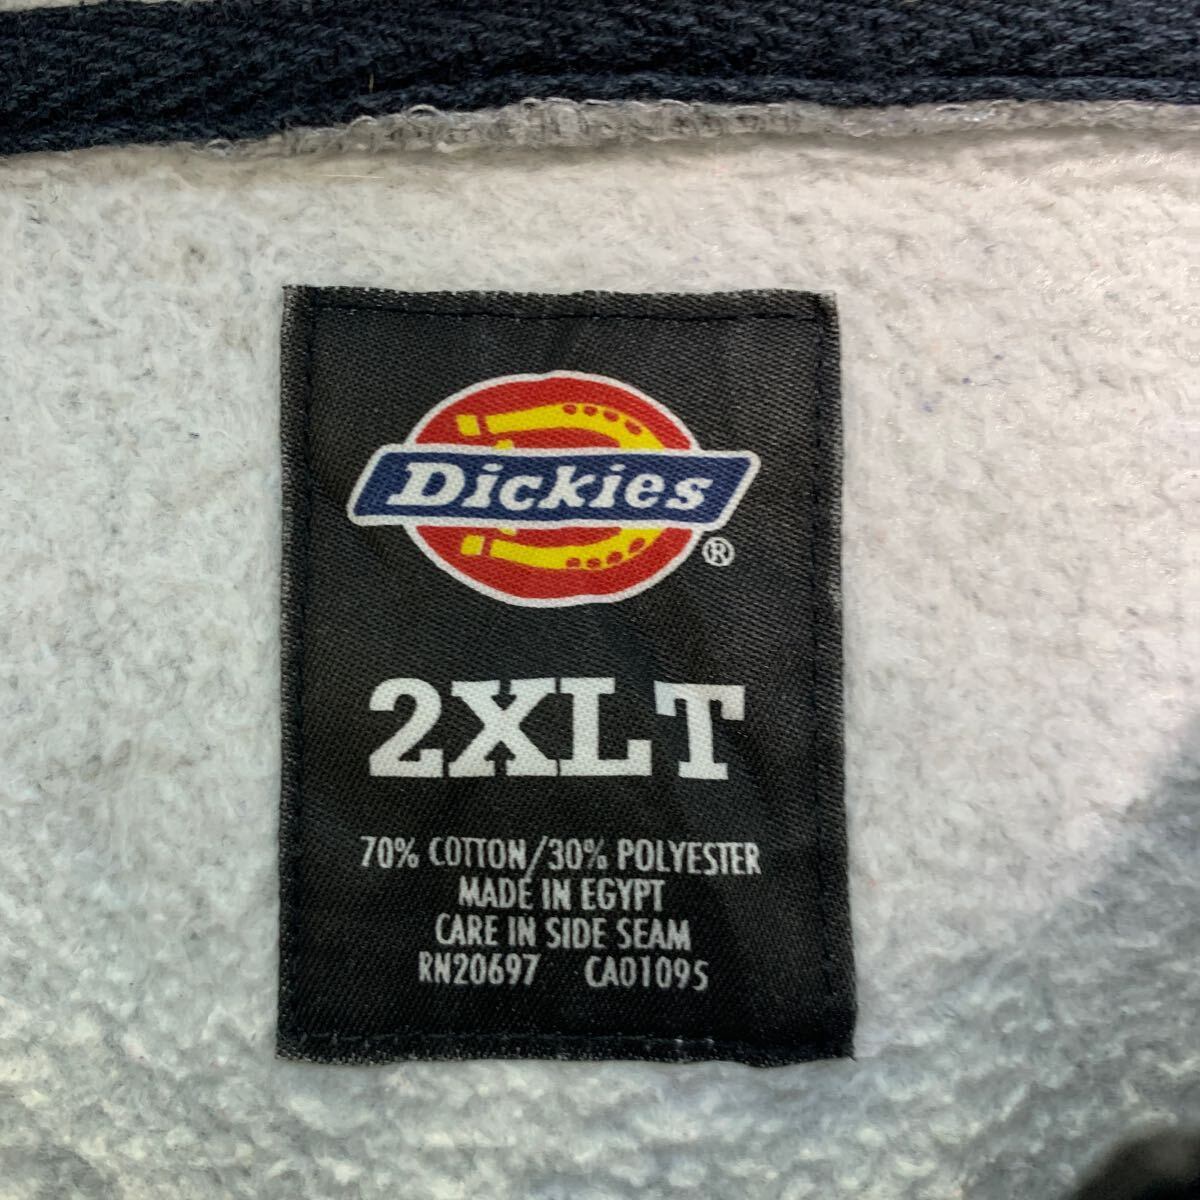 Dickies
®
2XLT
70% COTTON/30% POLYESTER
MADE IN EGYPT
CARE IN SIDE SEAM
RN20697 CA01095